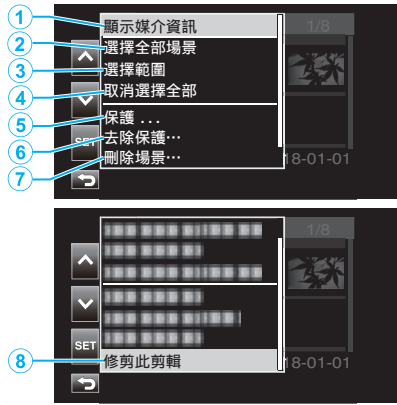 1/8
1 顯示媒介資訊
2 選擇全部場景
3 選擇範圍
4 取消選擇全部
5 保護 ...
6 去除保護…
7 刪除場景…
SET
18-01-01
1/8
SET
8 修剪此剪輯
18-01-01